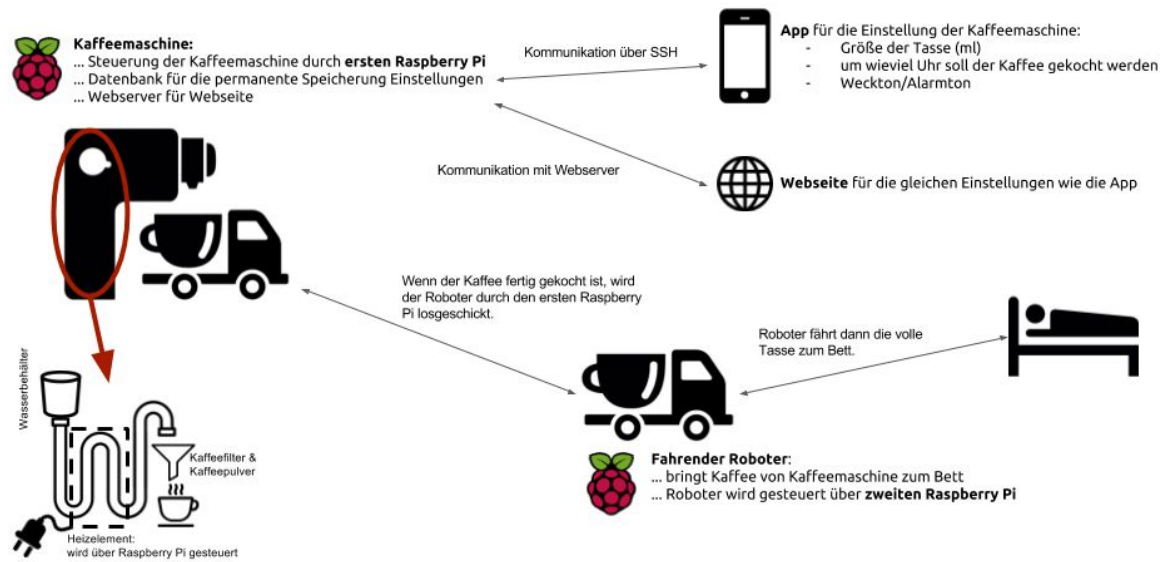 Kaffeemaschine:
... Steuerung der Kaffeemaschine durch ersten Raspberry Pi
... Datenbank für die permanente Speicherung Einstellungen
... Webserver für Webseite
Kommunikation über SSH
App für die Einstellung der Kaffeemaschine:
- Größe der Tasse (ml)
- um wieviel Uhr soll der Kaffee gekocht werden
- Weckton/Alarmton
Kommunikation mit Webserver
Webseite für die gleichen Einstellungen wie die App
Wenn der Kaffee fertig gekocht ist, wird
der Roboter durch den ersten Raspberry
Pi losgeschickt.
Roboter fährt dann die volle
Tasse zum Bett.
Wasserbehälter
Kaffeefilter &
Kaffeepulver
Heizelement:
wird über Raspberry Pi gesteuert
Fahrender Roboter:
... bringt Kaffee von Kaffeemaschine zum Bett
... Roboter wird gesteuert über zweiten Raspberry Pi